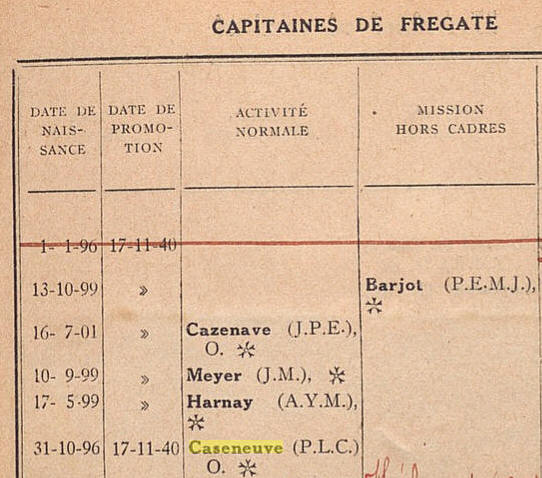 CAPITAINES DE FREGATE
DATE DE NAIS- SANCE
DATE DE PROMO- TION
ACTIVITÉ NORMALE
MISSION HORS CADRES
1- 1-96 17-11-40
13-10-99 » Barjot (P.E.M.J.),
✲
16- 7-01 » Cazenave (J.P.E.),
O. ✲
10- 9-99 » Meyer (J.M.), ✲
17- 5-99 » Harnay (A.Y.M.),
✲
31-10-96 17-11-40 Caseneuve (P.L.C.)
O. ✲